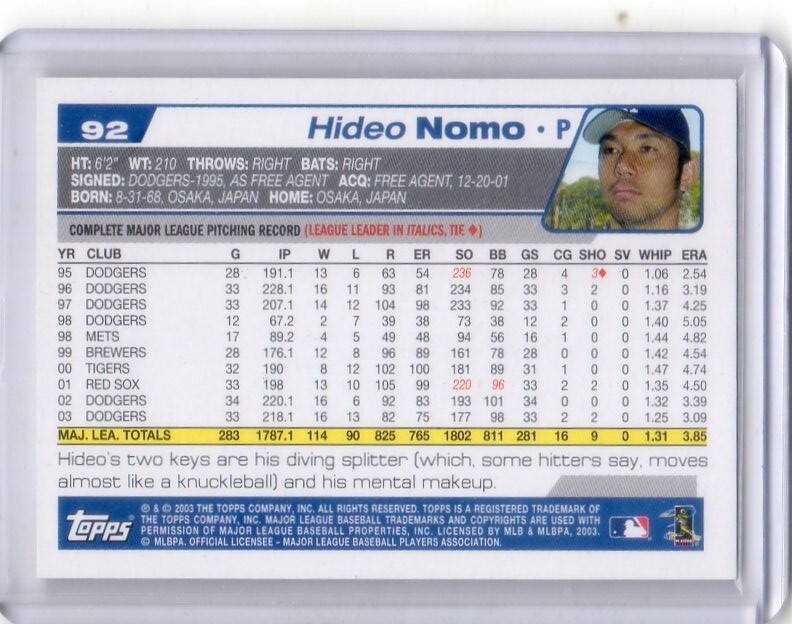 92 Hideo Nomo · P
HT: 6'2" WT: 210 THROWS: RIGHT BATS: RIGHT
SIGNED: DODGERS-1995, AS FREE AGENT ACQ: FREE AGENT, 12-20-01
BORN: 8-31-68, OSAKA, JAPAN HOME: OSAKA, JAPAN
COMPLETE MAJOR LEAGUE PITCHING RECORD (LEAGUE LEADER IN ITALICS, TIE ♦)
YR CLUB G IP W L R ER SO BB GS CG SHO SV WHIP ERA
95 DODGERS 28 191.1 13 6 63 54 236 78 28 4 3♦ 0 1.06 2.54
96 DODGERS 33 228.1 16 11 93 81 234 85 33 3 2 0 1.16 3.19
97 DODGERS 33 207.1 14 12 104 98 233 92 33 1 0 0 1.37 4.25
98 DODGERS 12 67.2 2 7 39 38 73 38 12 2 0 0 1.40 5.05
98 METS 17 89.2 4 5 49 48 94 56 16 1 0 0 1.44 4.82
99 BREWERS 28 176.1 12 8 96 89 161 78 28 0 0 0 1.42 4.54
00 TIGERS 32 190 8 12 102 100 181 89 31 1 0 0 1.47 4.74
01 RED SOX 33 198 13 10 105 99 220 96 33 2 2 0 1.35 4.50
02 DODGERS 34 220.1 16 6 92 83 193 101 34 0 0 0 1.32 3.39
03 DODGERS 33 218.1 16 13 82 75 177 98 33 2 2 0 1.25 3.09
MAJ. LEA. TOTALS 283 1787.1 114 90 825 765 1802 811 281 16 9 0 1.31 3.85
Hideo's two keys are his diving splitter (which, some hitters say, moves
almost like a knuckleball) and his mental makeup.
topps
® & © 2003 THE TOPPS COMPANY, INC. ALL RIGHTS RESERVED. TOPPS IS A REGISTERED TRADEMARK OF
THE TOPPS COMPANY, INC. MAJOR LEAGUE BASEBALL TRADEMARKS AND COPYRIGHTS ARE USED WITH
PERMISSION OF MAJOR LEAGUE BASEBALL PROPERTIES, INC. LICENSED BY MLB & MLBPA, 2003.
© MLBPA. OFFICIAL LICENSEE - MAJOR LEAGUE BASEBALL PLAYERS ASSOCIATION.